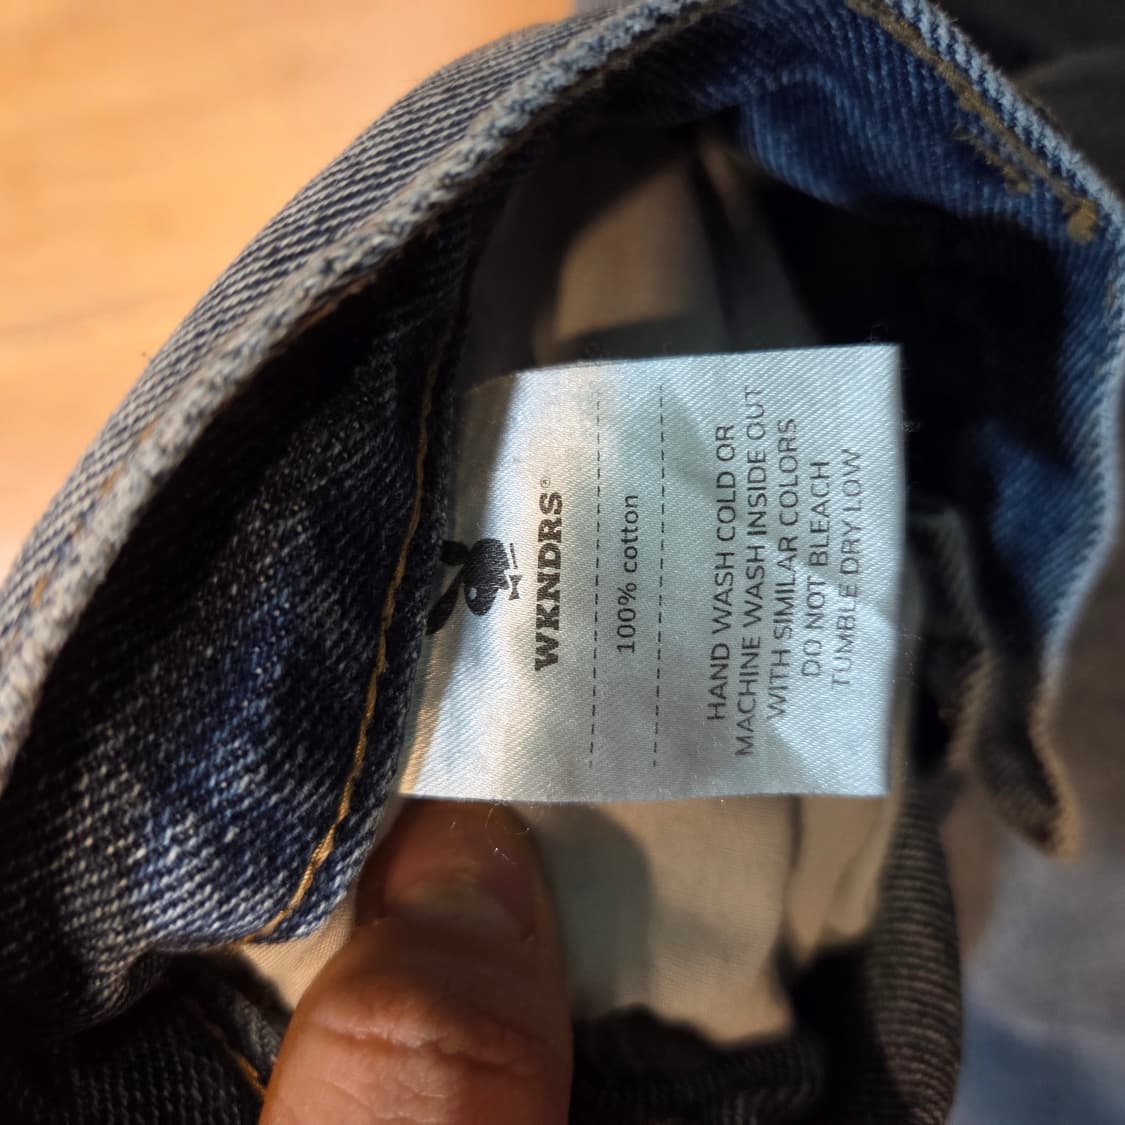 WKNDRS®
100% cotton
HAND WASH COLD OR
MACHINE WASH INSIDE OUT
WITH SIMILAR COLORS
DO NOT BLEACH
TUMBLE DRY LOW